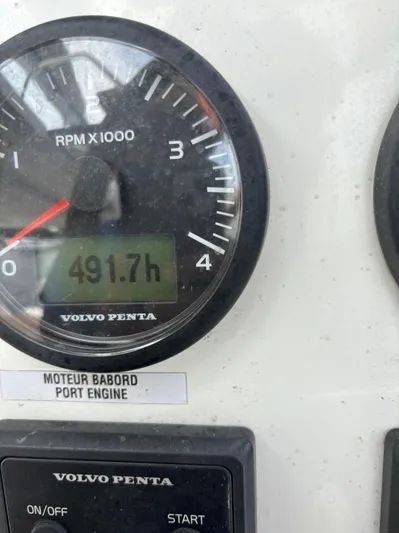 2
RPM X 1000
1
3
0
491.7h
4
VOLVO PENTA
MOTEUR BABORD
PORT ENGINE
VOLVO PENTA
ON/OFF
START